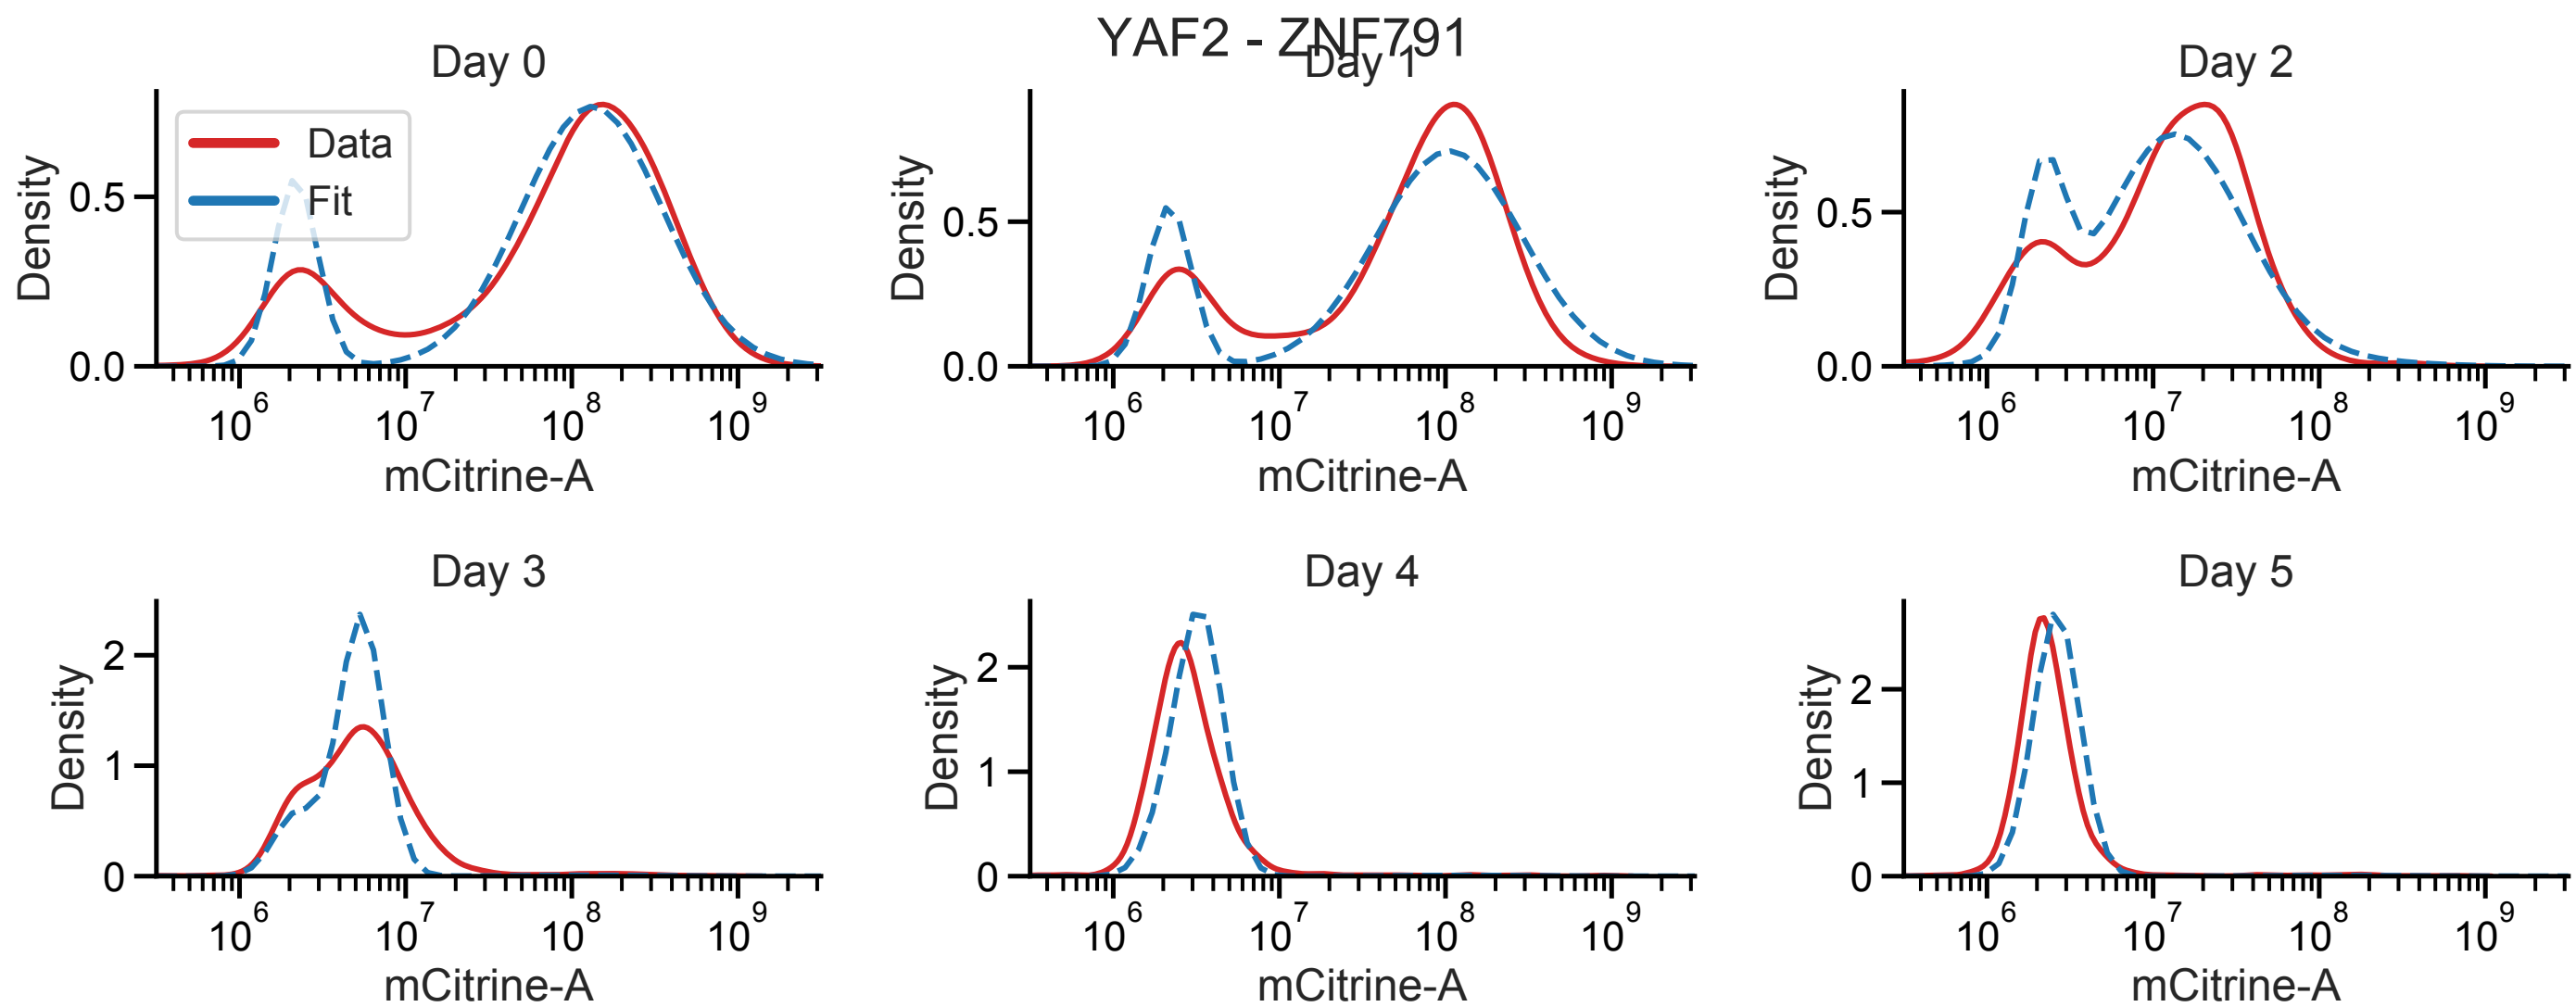 YAF2 - ZNF791
Day 0
Data
Fit
Density
0.5
0.0
10^6 10^7 10^8 10^9
mCitrine-A
Day 1
Density
0.5
0.0
10^6 10^7 10^8 10^9
mCitrine-A
Day 2
Density
0.5
0.0
10^6 10^7 10^8 10^9
mCitrine-A
Day 3
Density
2
1
0
10^6 10^7 10^8 10^9
mCitrine-A
Day 4
Density
2
1
0
10^6 10^7 10^8 10^9
mCitrine-A
Day 5
Density
2
1
0
10^6 10^7 10^8 10^9
mCitrine-A